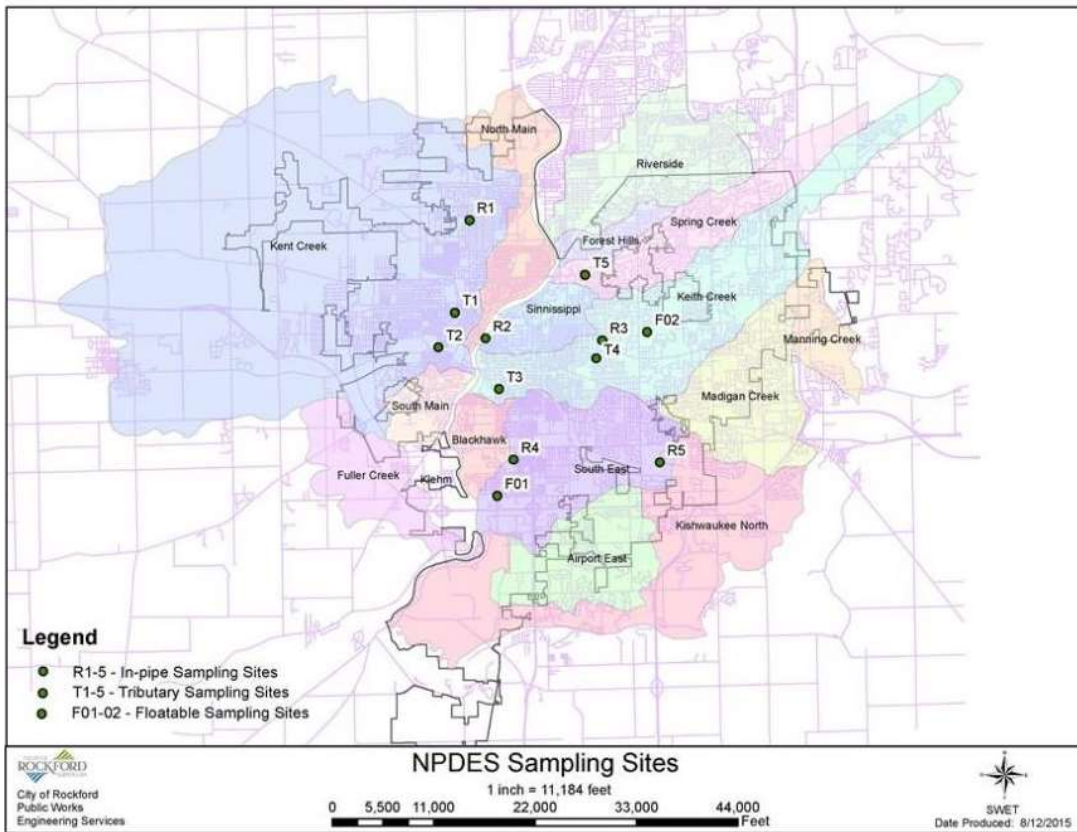 North Main
Riverside
R1
Spring Creek
Kent Creek
Forest Hills
T5
Keith Creek
T1
Sinnissippi
F02
R2
R3
Manning Creek
T2
T4
T3
Madigan Creek
South Main
Blackhawk
R4
R5
South East
Fuller Creek
Klehm
F01
Kishwaukee North
Airport East
Legend
R1-5 - In-pipe Sampling Sites
T1-5 - Tributary Sampling Sites
F01-02 - Floatable Sampling Sites
ROCKFORD
City of Rockford
Public Works
Engineering Services
NPDES Sampling Sites
1 inch = 11,184 feet
0 5,500 11,000 22,000 33,000 44,000
Feet
SWET
Date Produced: 8/12/2015